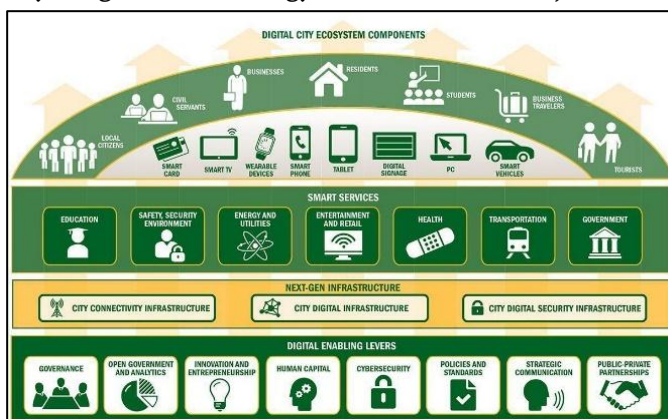 DIGITAL CITY ECOSYSTEM COMPONENTS
LOCAL
CITIZENS
CIVIL
SERVANTS
BUSINESSES
RESIDENTS
STUDENTS
BUSINESS
TRAVELERS
TOURISTS
SMART
CARD
SMART TV
WEARABLE
DEVICES
SMART
PHONE
TABLET
DIGITAL
SIGNAGE
PC
SMART
VEHICLES
SMART SERVICES
EDUCATION
SAFETY, SECURITY
ENVIRONMENT
ENERGY AND
UTILITIES
ENTERTAINMENT
AND RETAIL
HEALTH
TRANSPORTATION
GOVERNMENT
NEXT-GEN INFRASTRUCTURE
CITY CONNECTIVITY INFRASTRUCTURE
CITY DIGITAL INFRASTRUCTURE
CITY DIGITAL SECURITY INFRASTRUCTURE
DIGITAL ENABLING LEVERS
GOVERNANCE
OPEN GOVERNMENT
AND ANALYTICS
INNOVATION AND
ENTREPRENEURSHIP
HUMAN CAPITAL
CYBERSECURITY
POLICIES AND
STANDARDS
STRATEGIC
COMMUNICATION
PUBLIC-PRIVATE
PARTNERSHIPS